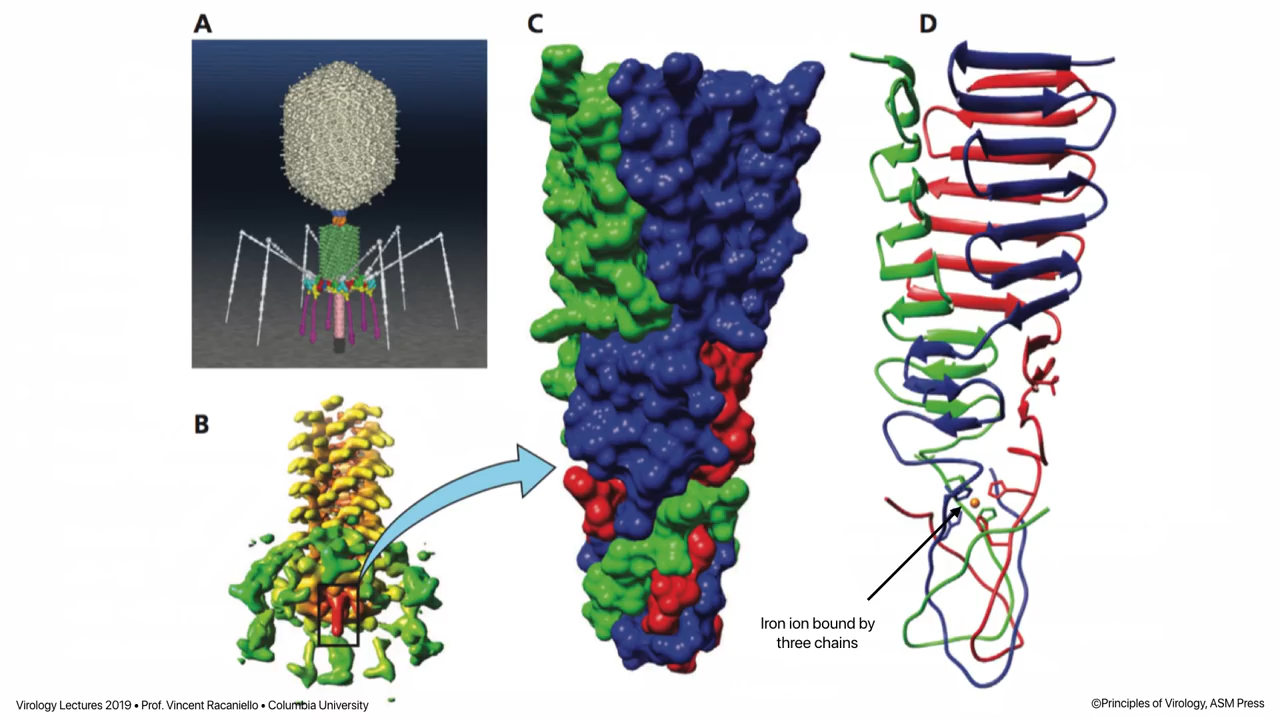 A
B
C
D
Iron ion bound by
three chains
Virology Lectures 2019 • Prof. Vincent Racaniello • Columbia University
©Principles of Virology, ASM Press